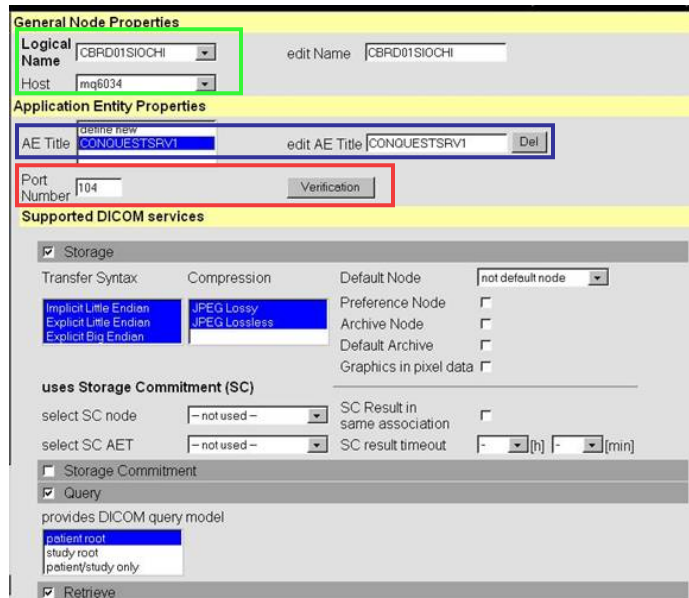 General Node Properties
Logical Name CBRD01SIOCHI edit Name CBRD01SIOCHI
Host mq6034
Application Entity Properties
define new
AE Title CONQUESTSRV1 edit AE Title CONQUESTSRV1 Del
Port Number 104 Verification
Supported DICOM services
Storage
Transfer Syntax Compression Default Node not default node
Implicit Little Endian JPEG Lossy Preference Node
Explicit Little Endian JPEG Lossless Archive Node
Explicit Big Endian Default Archive
Graphics in pixel data
uses Storage Commitment (SC)
select SC node -- not used -- SC Result in same association
select SC AET -- not used -- SC result timeout - [h] - [min]
Storage Commitment
Query
provides DICOM query model
patient root
study root
patient/study only
Retrieve